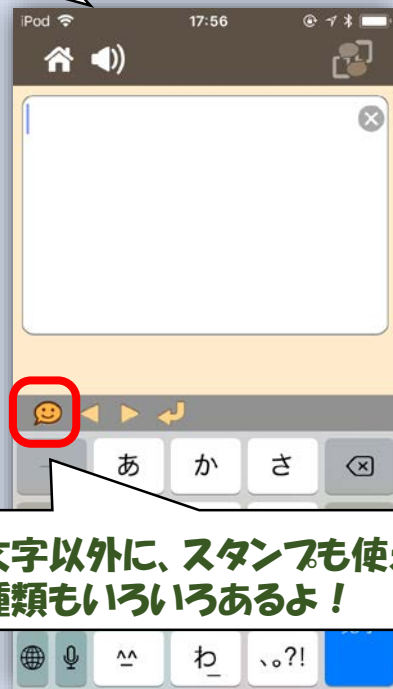 iPod 17:56
あ か さ
文字以外に、スタンプも使え
種類もいろいろあるよ！
^^ わ 、。?!